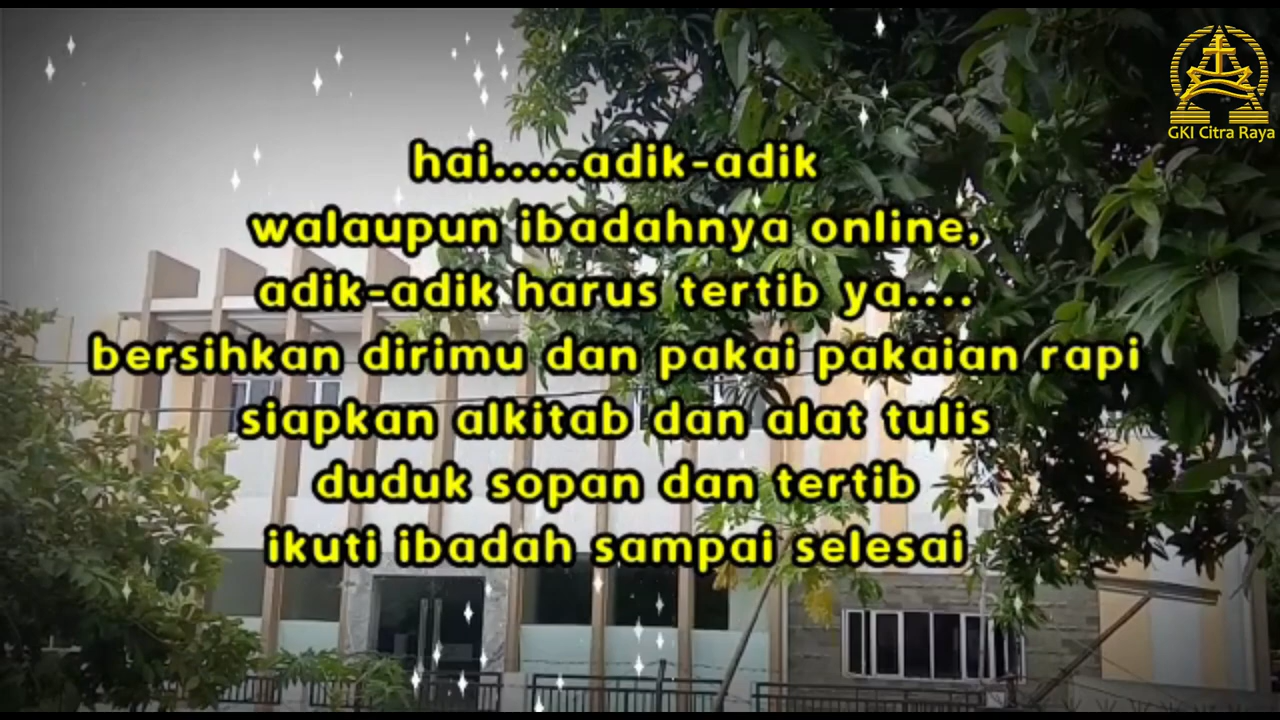 GKI Citra Raya
hai.....adik-adik
walaupun ibadahnya online,
adik-adik harus tertib ya....
bersihkan dirimu dan pakai pakaian rapi
siapkan alkitab dan alat tulis
duduk sopan dan tertib
ikuti ibadah sampai selesai